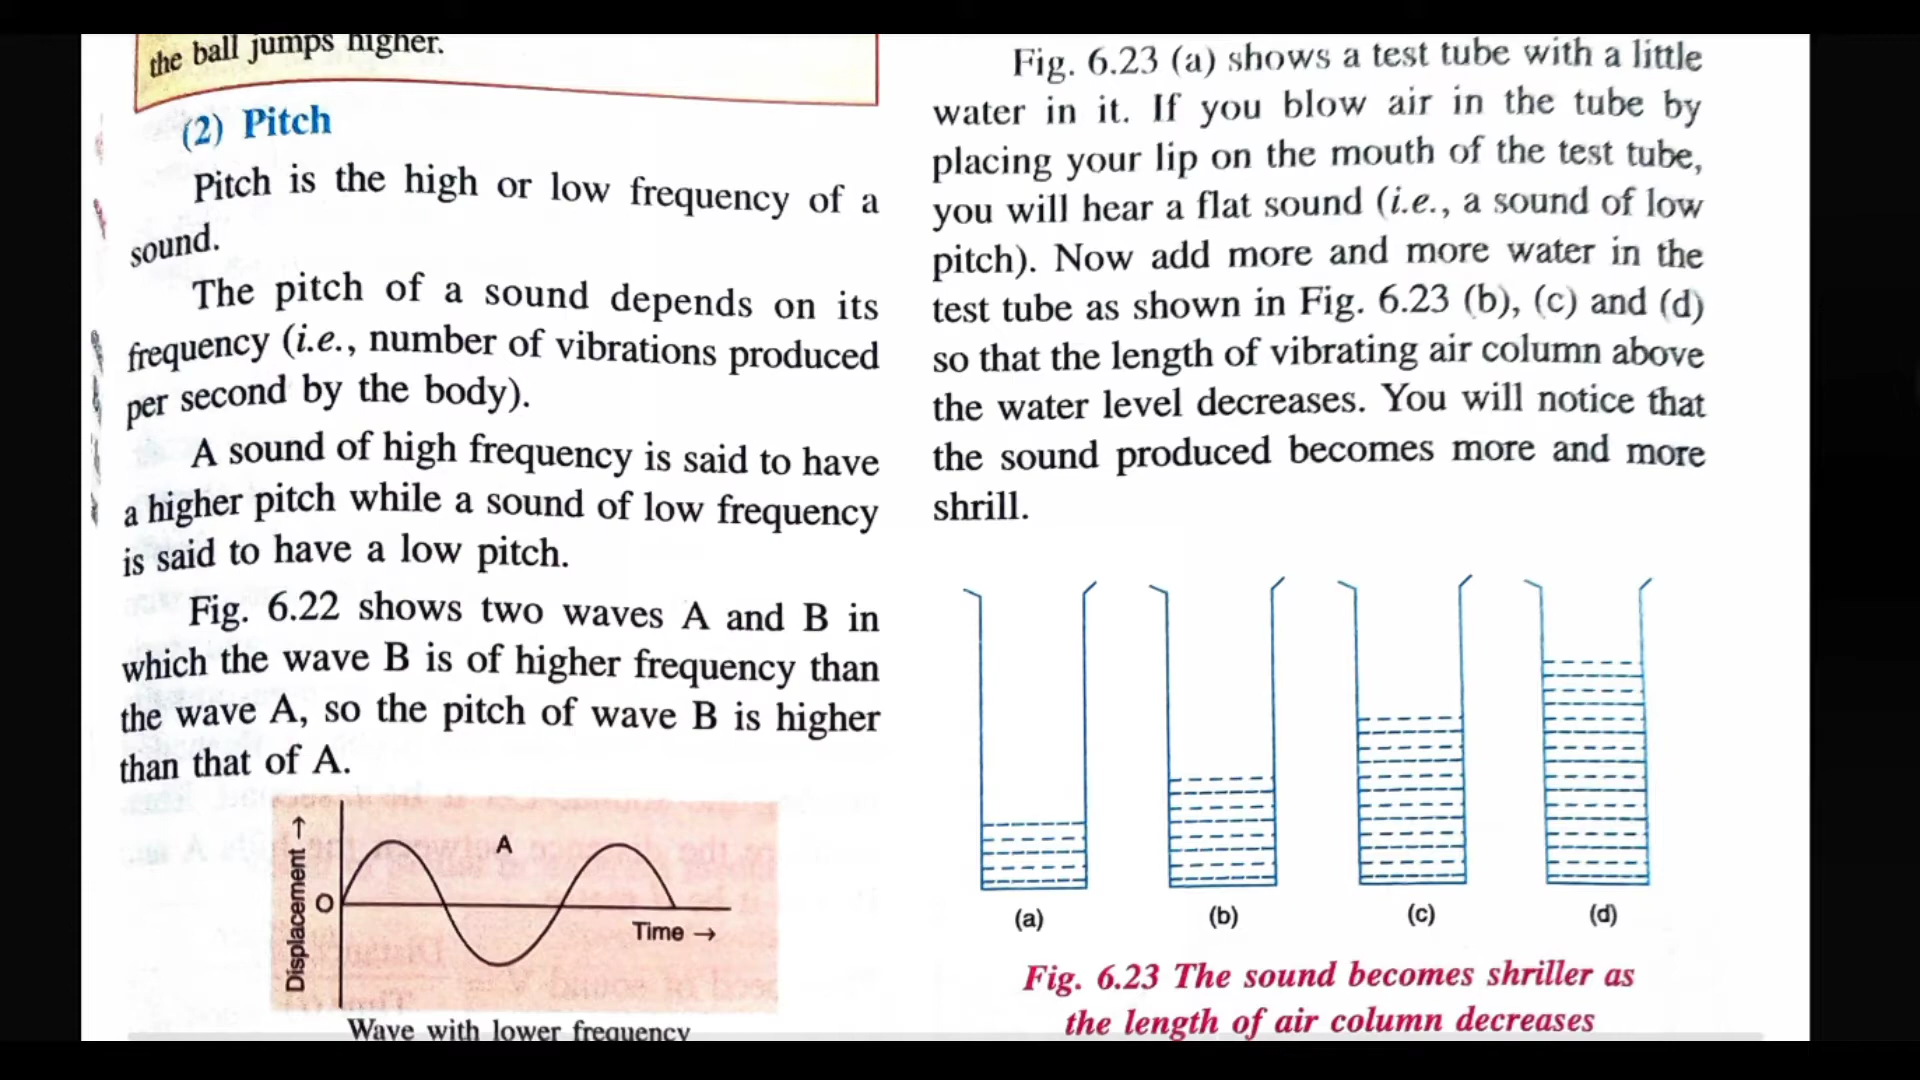 the ball jumps higher.
(2) Pitch
Pitch is the high or low frequency of a
sound.
The pitch of a sound depends on its
frequency (i.e., number of vibrations produced
per second by the body).
A sound of high frequency is said to have
a higher pitch while a sound of low frequency
is said to have a low pitch.
Fig. 6.22 shows two waves A and B in
which the wave B is of higher frequency than
the wave A, so the pitch of wave B is higher
than that of A.
Displacement →
O
A
Time →
Wave with lower frequency
Fig. 6.23 (a) shows a test tube with a little
water in it. If you blow air in the tube by
placing your lip on the mouth of the test tube,
you will hear a flat sound (i.e., a sound of low
pitch). Now add more and more water in the
test tube as shown in Fig. 6.23 (b), (c) and (d)
so that the length of vibrating air column above
the water level decreases. You will notice that
the sound produced becomes more and more
shrill.
(a) (b) (c) (d)
Fig. 6.23 The sound becomes shriller as
the length of air column decreases